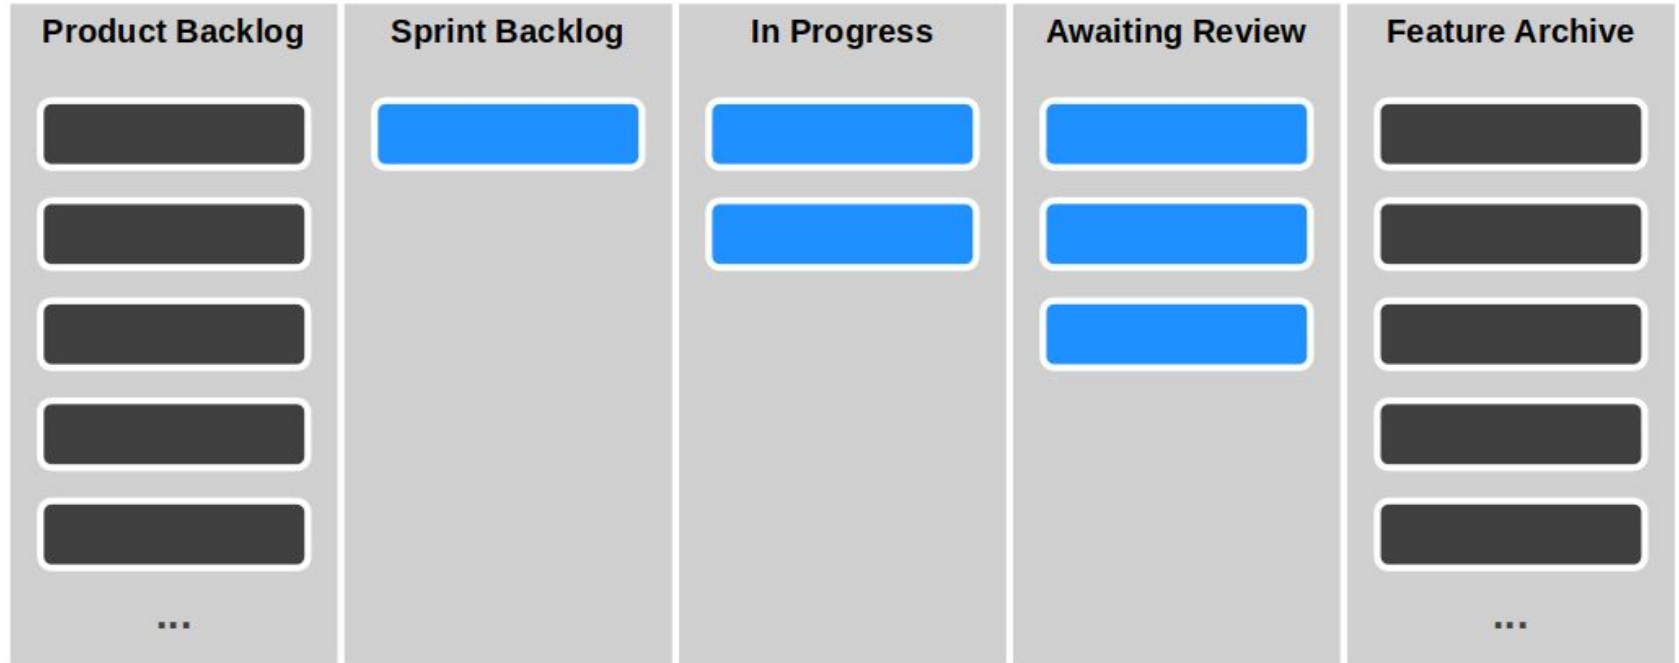 Product Backlog
Sprint Backlog
In Progress
Awaiting Review
Feature Archive
...
...